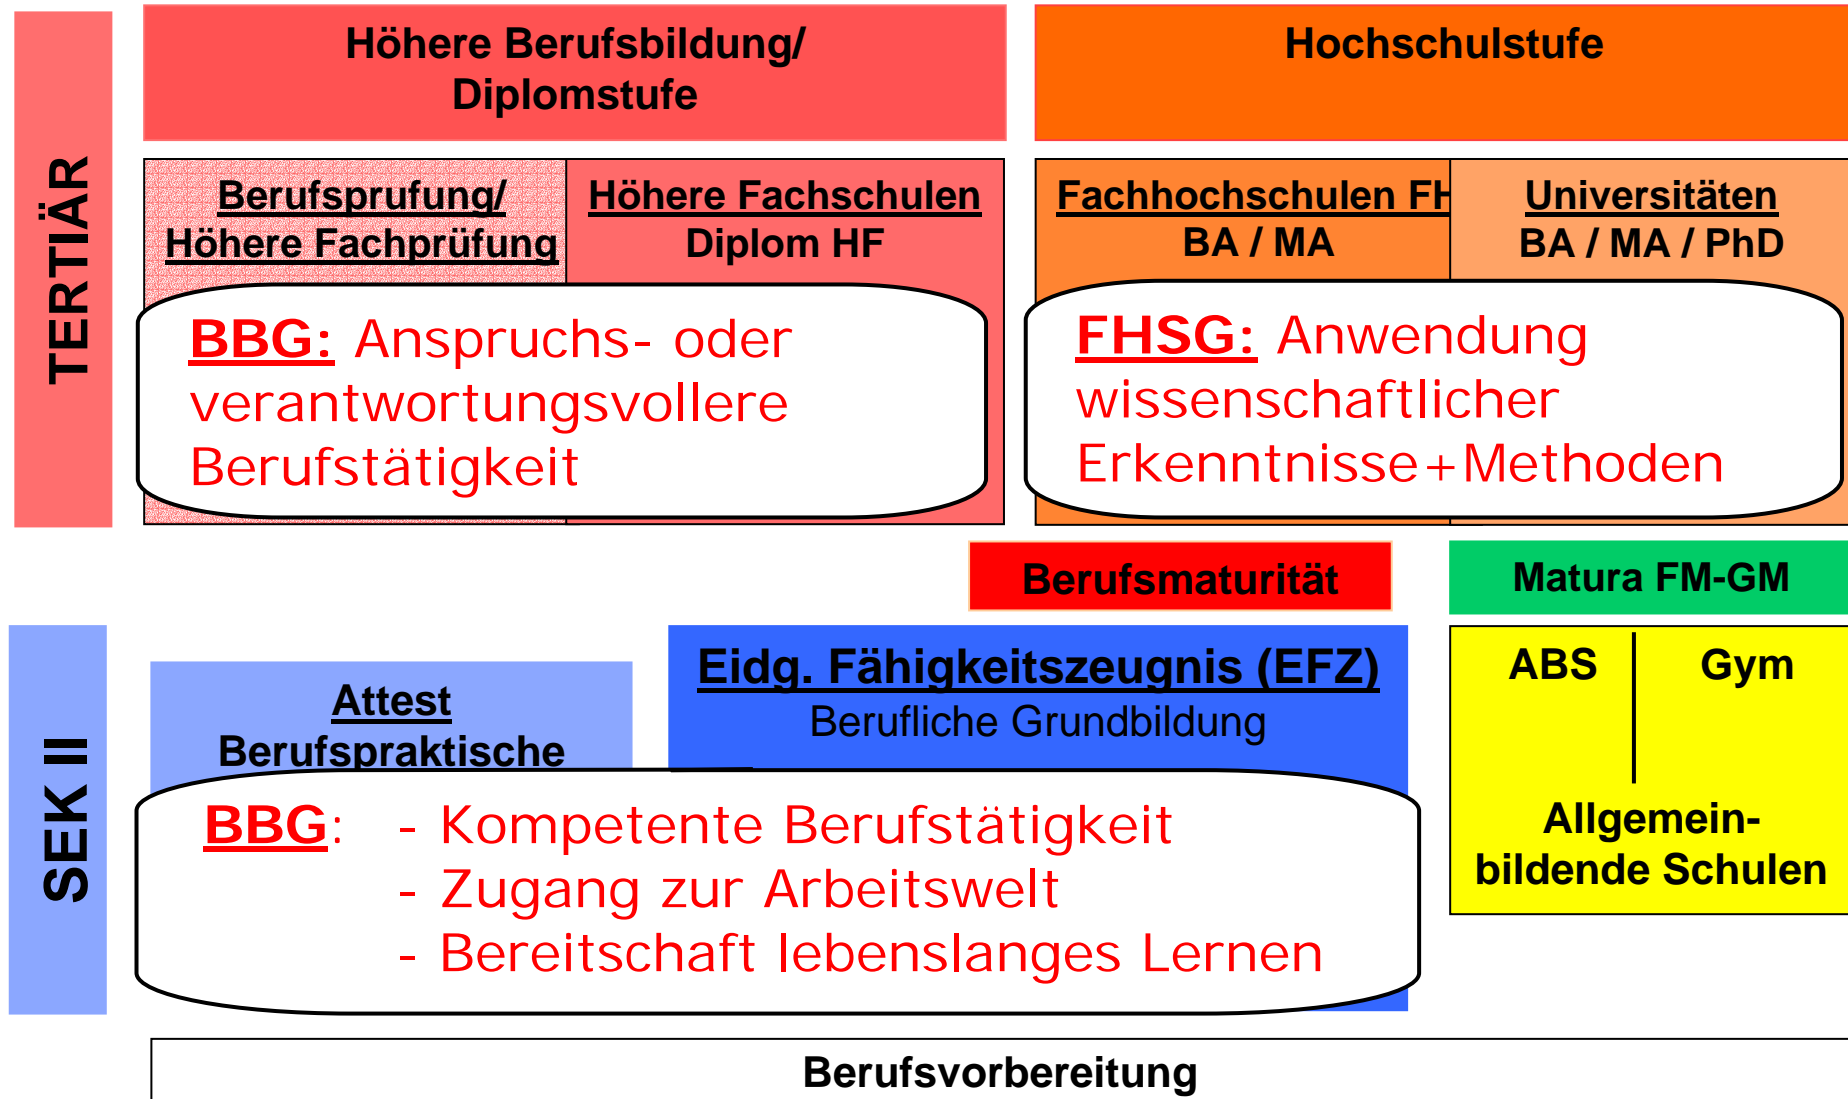 TERTIÄR
Höhere Berufsbildung/
Diplomstufe
Hochschulstufe
Berufsprufung/
Höhere Fachprüfung
Höhere Fachschulen
Diplom HF
Fachhochschulen FH
BA / MA
Universitäten
BA / MA / PhD
BBG: Anspruchs- oder
verantwortungsvollere
Berufstätigkeit
FHSG: Anwendung
wissenschaftlicher
Erkenntnisse+Methoden
Berufsmaturität
Matura FM-GM
SEK II
Attest
Berufspraktische
Eidg. Fähigkeitszeugnis (EFZ)
Berufliche Grundbildung
ABS
Gym
Allgemein-
bildende Schulen
BBG: - Kompetente Berufstätigkeit
- Zugang zur Arbeitswelt
- Bereitschaft lebenslanges Lernen
Berufsvorbereitung